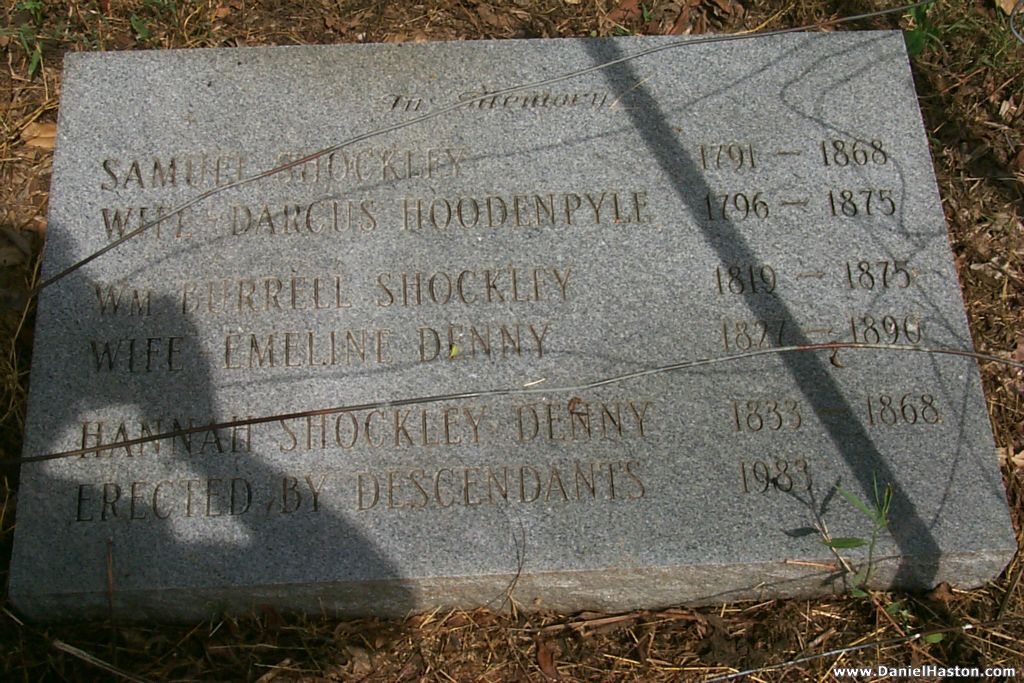 In Memory
SAMUEL SHOCKLEY 1791 – 1868
WIFE DARCUS HOODENPYLE 1796 – 1875
WM. BURRELL SHOCKLEY 1819 – 1875
WIFE EMELINE DENNY 1827 – 1890
HANNAH SHOCKLEY DENNY 1833 – 1868
ERECTED BY DESCENDANTS 1983
www.DanielHaston.com